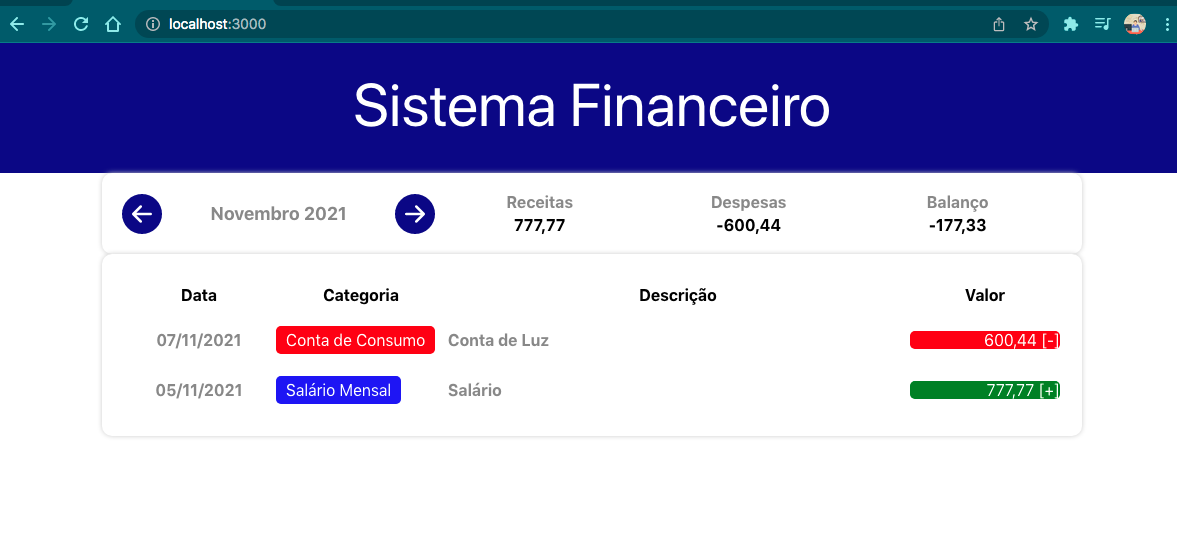 localhost:3000
Sistema Financeiro
Novembro 2021
Receitas
777,77
Despesas
-600,44
Balanço
-177,33
Data Categoria Descrição Valor
07/11/2021 Conta de Consumo Conta de Luz 600,44 [-]
05/11/2021 Salário Mensal Salário 777,77 [+]